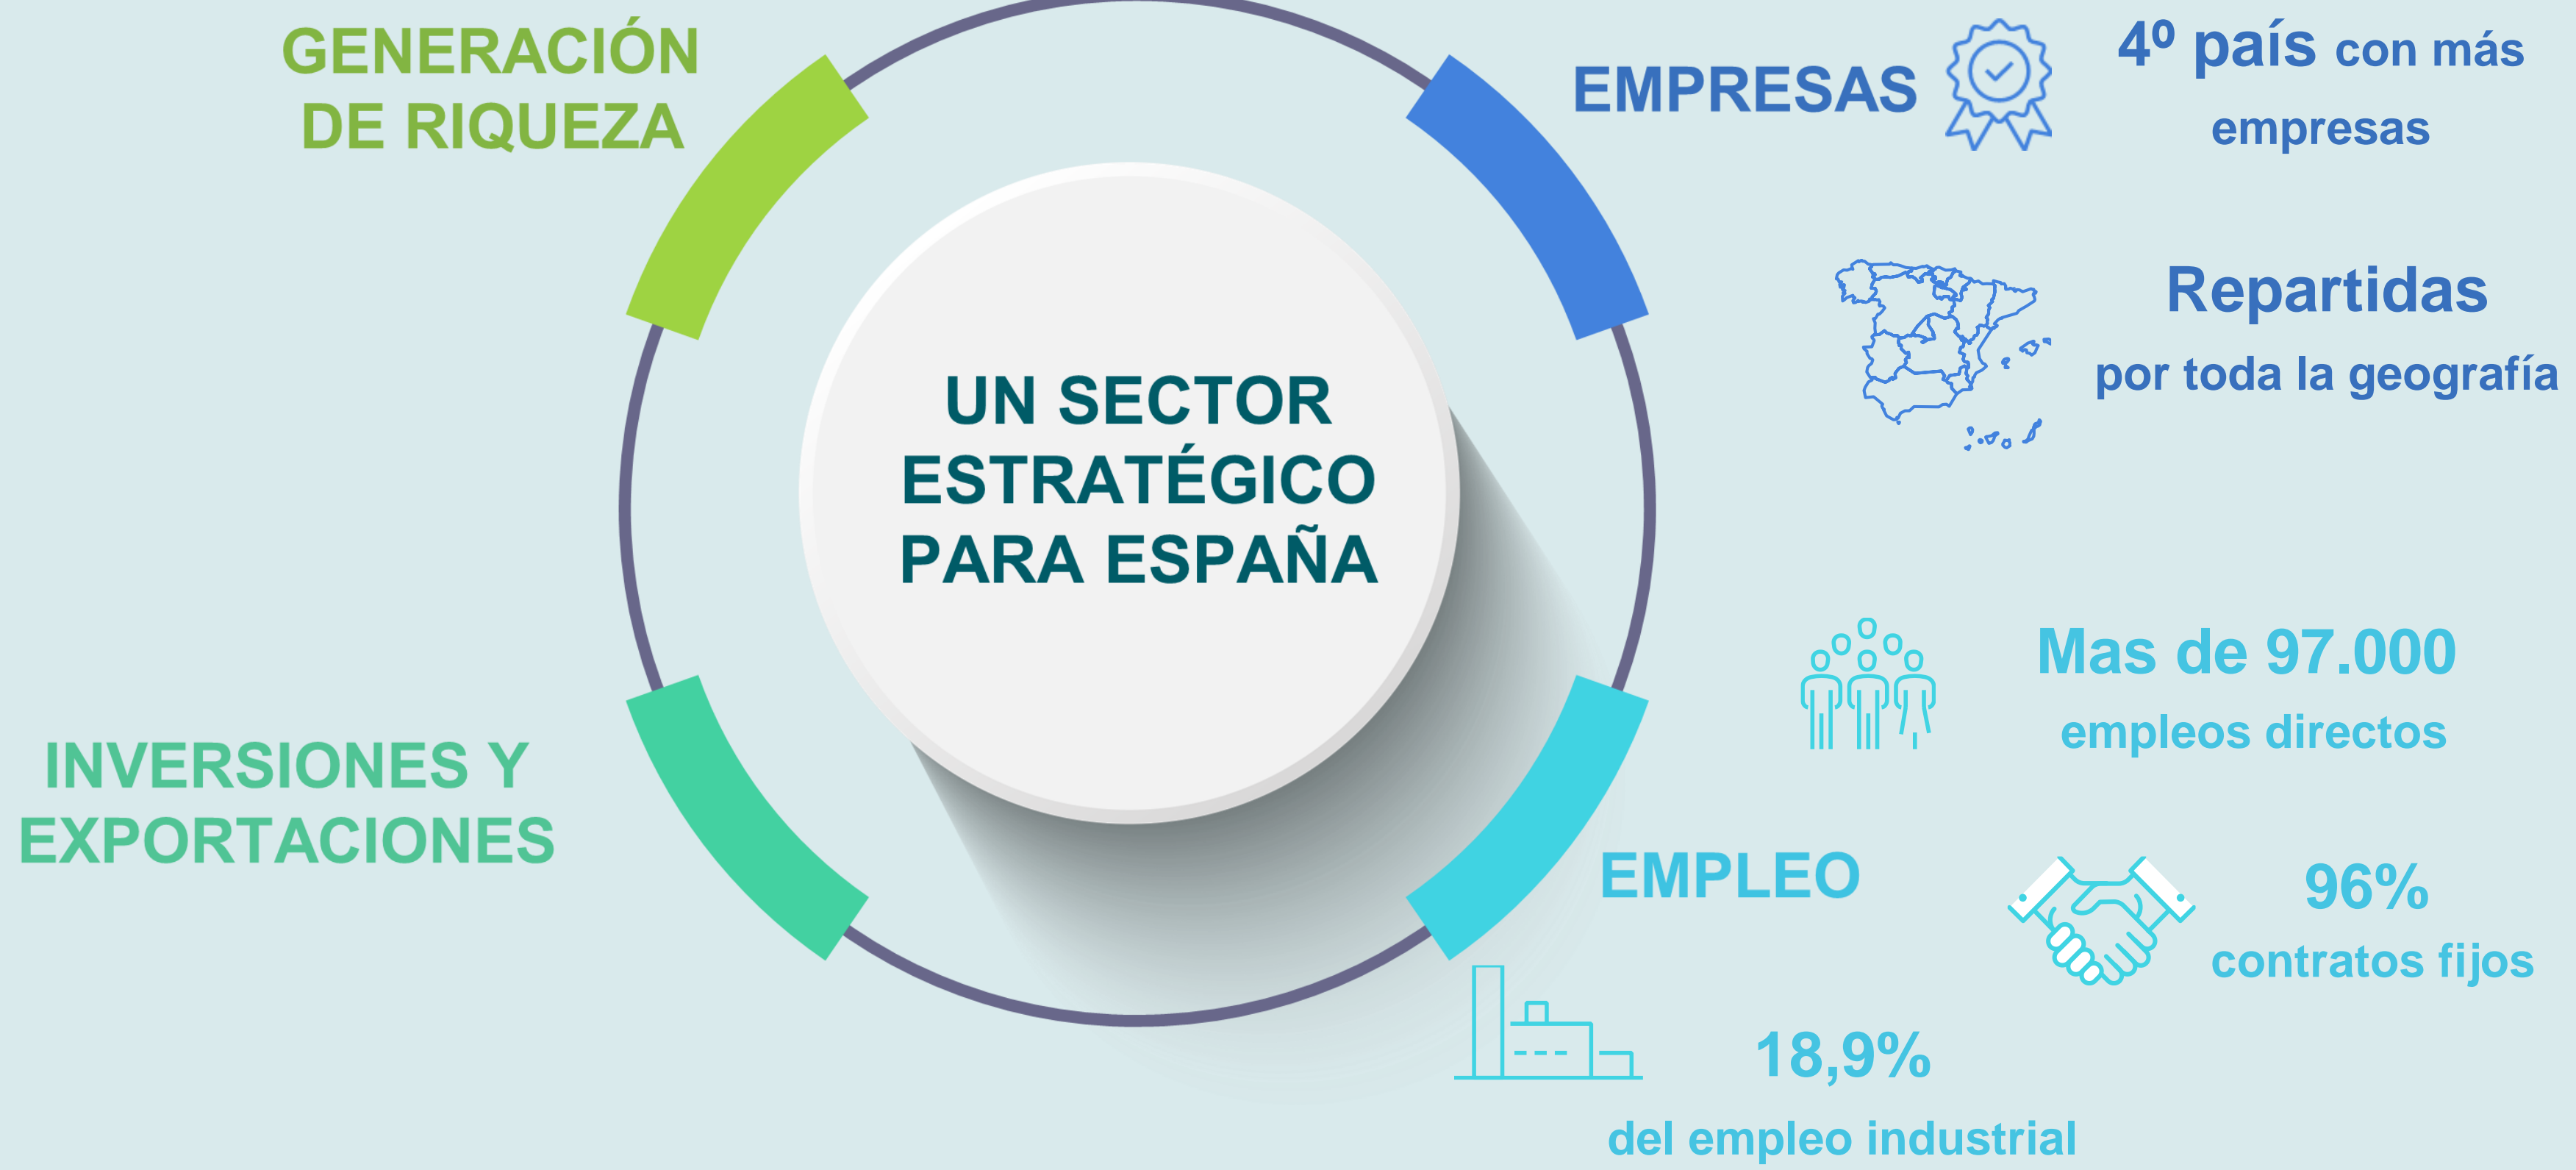 GENERACIÓN
DE RIQUEZA
EMPRESAS
4º país con más
empresas
Repartidas
por toda la geografía
UN SECTOR
ESTRATÉGICO
PARA ESPAÑA
INVERSIONES Y
EXPORTACIONES
Mas de 97.000
empleos directos
EMPLEO
96%
contratos fijos
18,9%
del empleo industrial